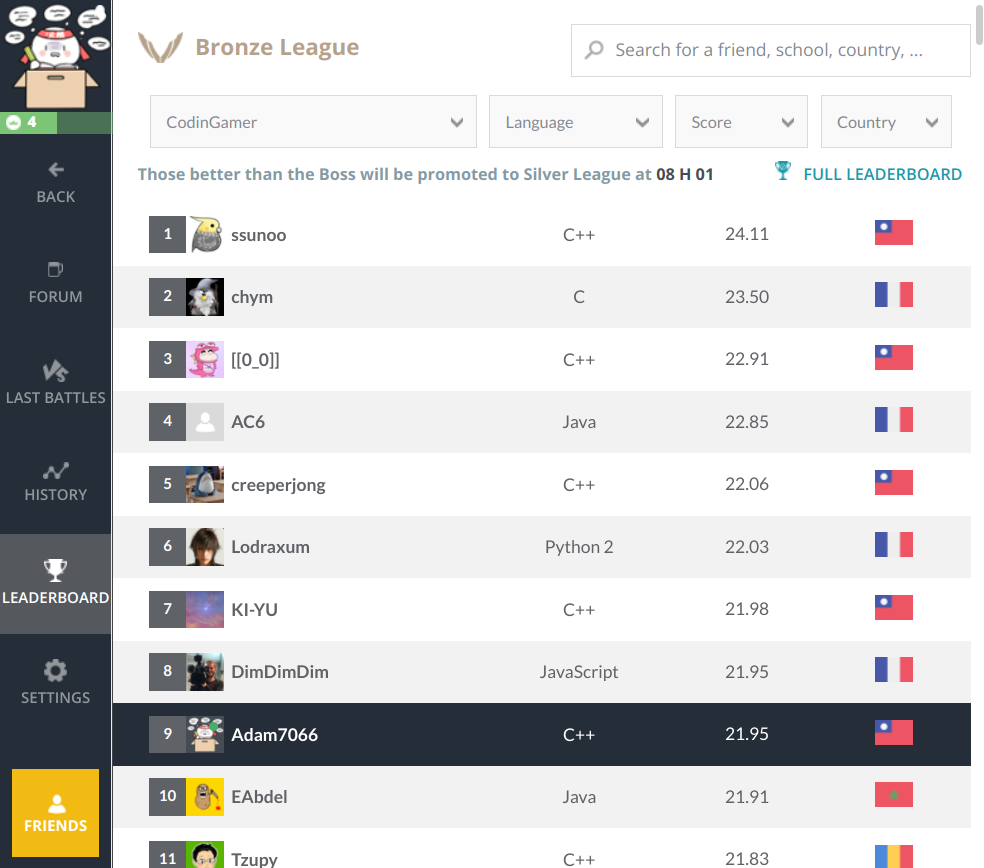 4
BACK
FORUM
LAST BATTLES
HISTORY
LEADERBOARD
SETTINGS
FRIENDS
Bronze League
Search for a friend, school, country, ...
CodinGamer Language Score Country
Those better than the Boss will be promoted to Silver League at 08 H 01 FULL LEADERBOARD
1 ssunoo C++ 24.11
2 chym C 23.50
3 [[0_0]] C++ 22.91
4 AC6 Java 22.85
5 creeperjong C++ 22.06
6 Lodraxum Python 2 22.03
7 KI-YU C++ 21.98
8 DimDimDim JavaScript 21.95
9 Adam7066 C++ 21.95
10 EAbdel Java 21.91
11 Tzupy C++ 21.83